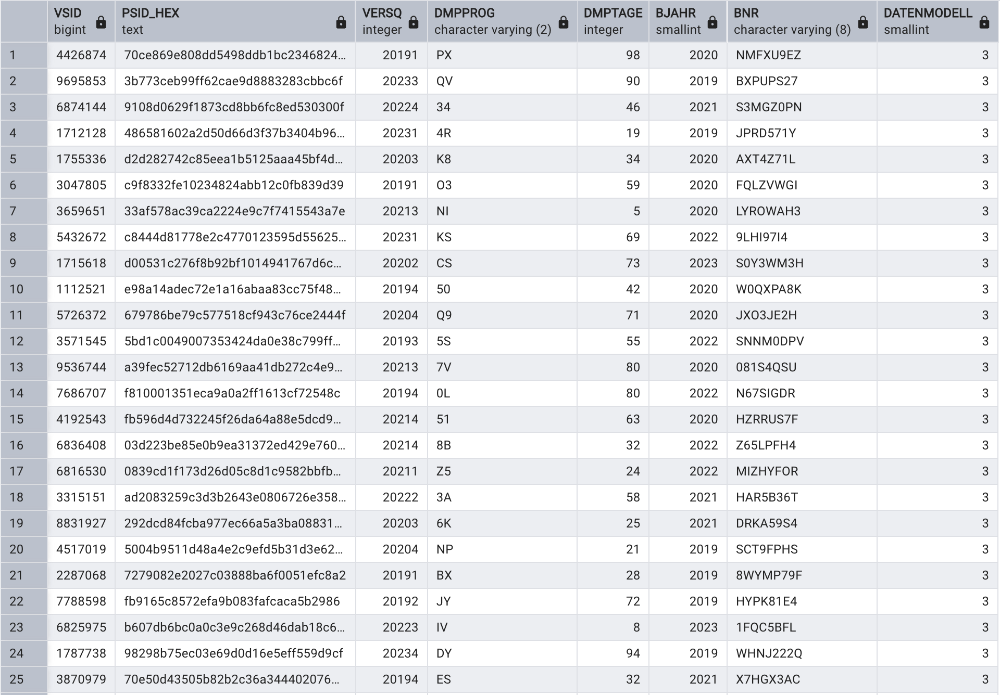 VSID PSID_HEX VERSQ DMPPROG DMPTAGE BJAHR BNR DATENMODELL
bigint text integer character varying (2) integer smallint character varying (8) smallint
1 4426874 70ce869e808dd5498ddb1bc2346824... 20191 PX 98 2020 NMFXU9EZ 3
2 9695853 3b773ceb99ff62cae9d8883283cbbc6f 20233 QV 90 2019 BXPUPS27 3
3 6874144 9108d0629f1873cd8bb6fc8ed530300f 20224 34 46 2021 S3MGZ0PN 3
4 1712128 486581602a2d50d66d3f37b3404b96... 20231 4R 19 2019 JPRD571Y 3
5 1755336 d2d282742c85eea1b5125aaa45bf4d... 20203 K8 34 2020 AXT4Z71L 3
6 3047805 c9f8332fe10234824abb12c0fb839d39 20191 O3 59 2020 FQLZVWGI 3
7 3659651 33af578ac39ca2224e9c7f7415543a7e 20213 NI 5 2020 LYROWAH3 3
8 5432672 c8444d81778e2c4770123595d55625... 20231 KS 69 2022 9LHI97I4 3
9 1715618 d00531c276f8b92bf1014941767d6c... 20202 CS 73 2023 S0Y3WM3H 3
10 1112521 e98a14adec72e1a16abaa83cc75f48... 20194 50 42 2020 W0QXPA8K 3
11 5726372 679786be79c577518cf943c76ce2444f 20204 Q9 71 2020 JXO3JE2H 3
12 3571545 5bd1c0049007353424da0e38c799ff... 20193 5S 55 2022 SNNM0DPV 3
13 9536744 a39fec52712db6169aa41db272c4e9... 20213 7V 80 2020 081S4QSU 3
14 7686707 f810001351eca9a0a2ff1613cf72548c 20194 0L 80 2022 N67SIGDR 3
15 4192543 fb596d4d732245f26da64a88e5dcd9... 20214 51 63 2020 HZRRUS7F 3
16 6836408 03d223be85e0b9ea31372ed429e760... 20214 8B 32 2022 Z65LPFH4 3
17 6816530 0839cd1f173d26d05c8d1c9582bbfb... 20211 Z5 24 2022 MIZHYFOR 3
18 3315151 ad2083259c3d3b2643e0806726e358... 20222 3A 58 2021 HAR5B36T 3
19 8831927 292dcd84fcba977ec66a5a3ba08831... 20203 6K 25 2021 DRKA59S4 3
20 4517019 5004b9511d48a4e2c9efd5b31d3e62... 20204 NP 21 2019 SCT9FPHS 3
21 2287068 7279082e2027c03888ba6f0051efc8a2 20191 BX 28 2019 8WYMP79F 3
22 7788598 fb9165c8572efa9b083fafcaca5b2986 20192 JY 72 2019 HYPK81E4 3
23 6825975 b607db6bc0a0c3e9c268d46dab18c6... 20223 IV 8 2023 1FQC5BFL 3
24 1787738 98298b75ec03e69d0d16e5eff559d9cf 20234 DY 94 2019 WHNJ222Q 3
25 3870979 70e50d43505b82b2c36a344402076... 20194 ES 32 2021 X7HGX3AC 3